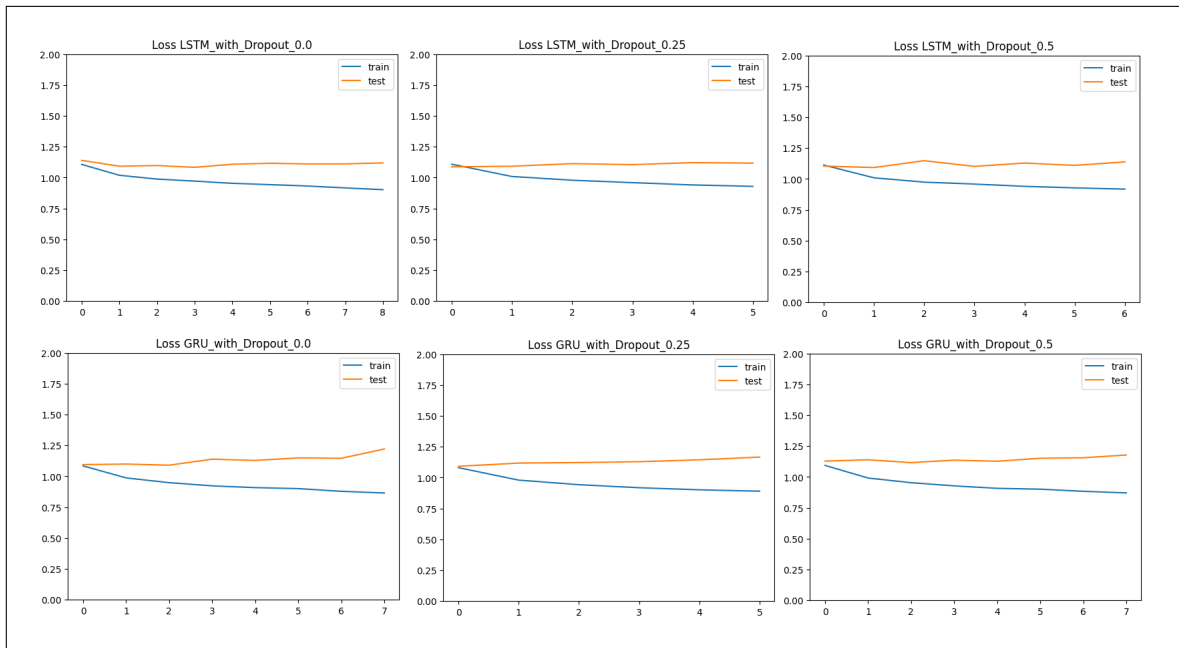 Loss LSTM_with_Dropout_0.0
2.00
1.75
1.50
1.25
1.00
0.75
0.50
0.25
0.00
0 1 2 3 4 5 6 7 8
train
test
Loss LSTM_with_Dropout_0.25
2.00
1.75
1.50
1.25
1.00
0.75
0.50
0.25
0.00
0 1 2 3 4 5
train
test
Loss LSTM_with_Dropout_0.5
2.00
1.75
1.50
1.25
1.00
0.75
0.50
0.25
0.00
0 1 2 3 4 5 6
train
test
Loss GRU_with_Dropout_0.0
2.00
1.75
1.50
1.25
1.00
0.75
0.50
0.25
0.00
0 1 2 3 4 5 6 7
train
test
Loss GRU_with_Dropout_0.25
2.00
1.75
1.50
1.25
1.00
0.75
0.50
0.25
0.00
0 1 2 3 4 5
train
test
Loss GRU_with_Dropout_0.5
2.00
1.75
1.50
1.25
1.00
0.75
0.50
0.25
0.00
0 1 2 3 4 5 6 7
train
test